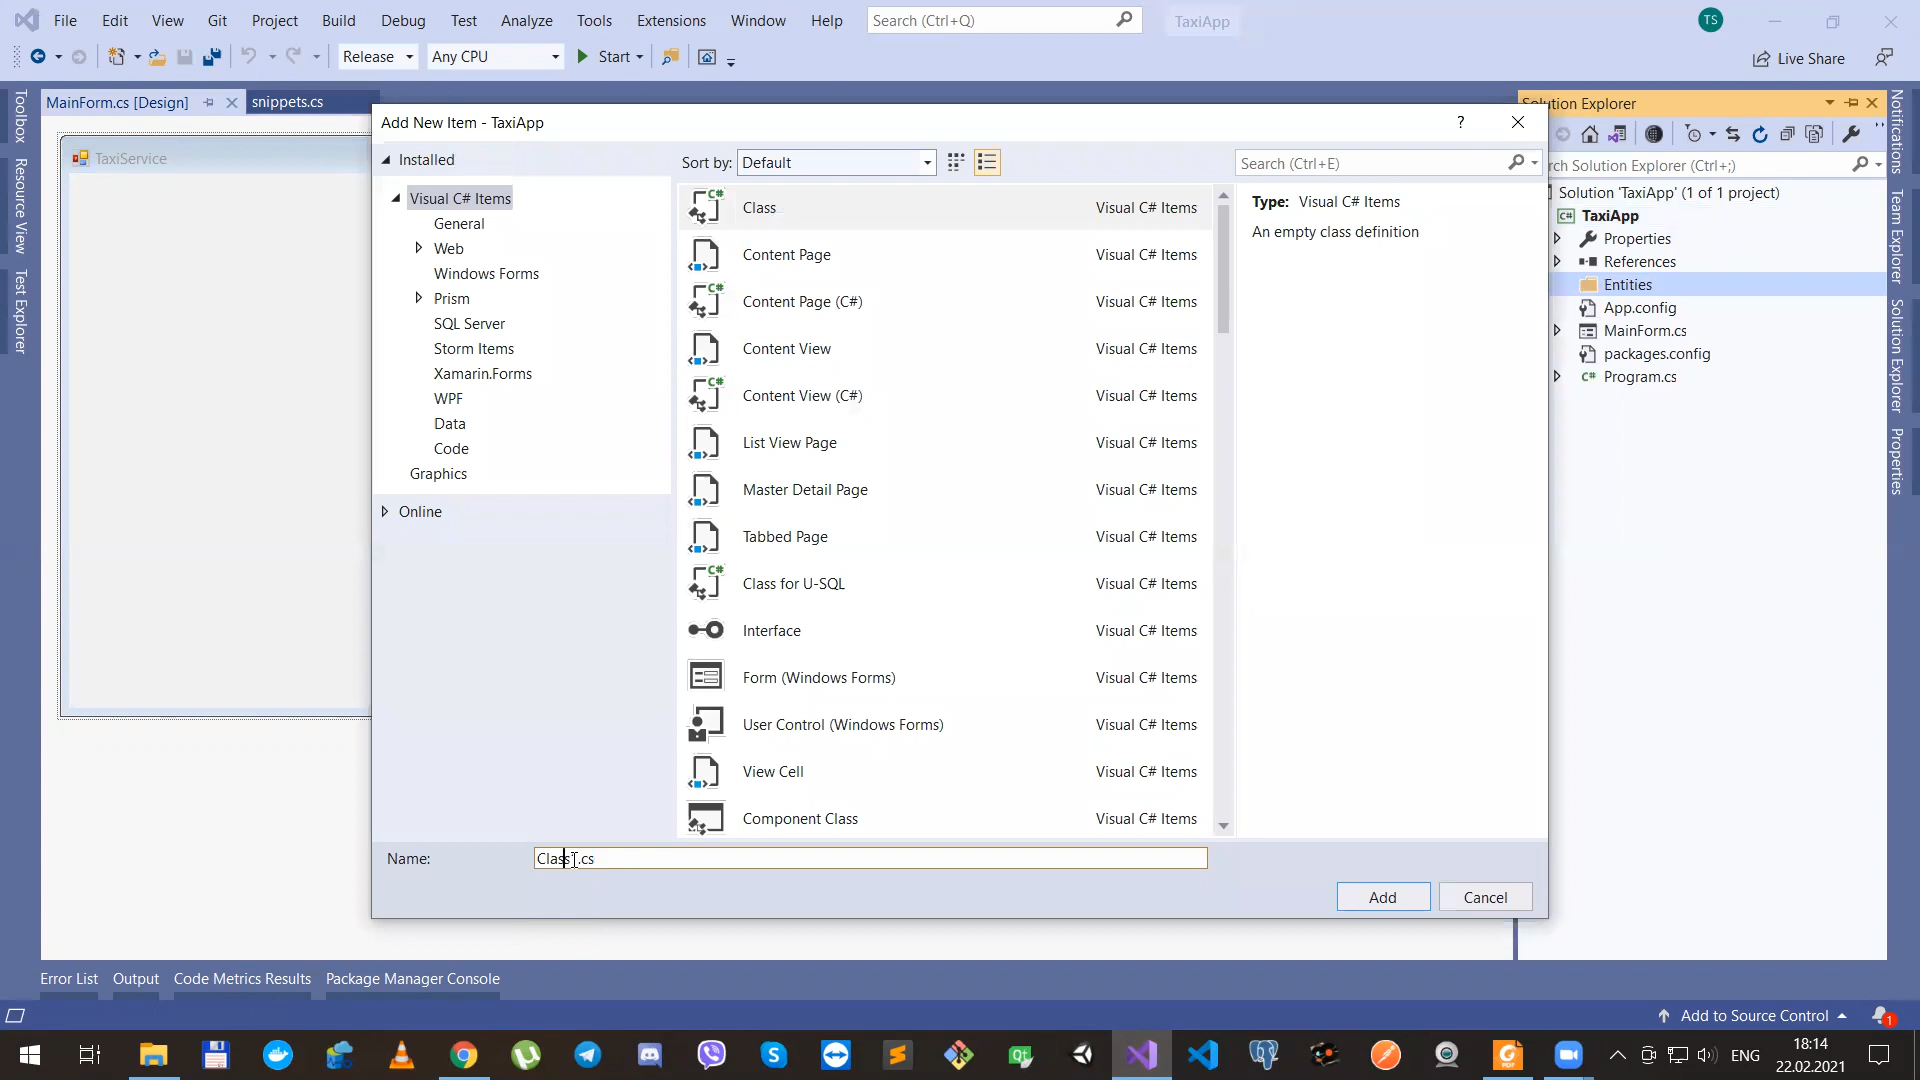 File Edit View Git Project Build Debug Test Analyze Tools Extensions Window Help Search (Ctrl+Q) TaxiApp TS
Release Any CPU Start Live Share
MainForm.cs [Design] snippets.cs
Toolbox
Resource View
Test Explorer
TaxiService
Add New Item - TaxiApp ?
Installed
Sort by: Default
Search (Ctrl+E)
Visual C# Items
General
Web
Windows Forms
Prism
SQL Server
Storm Items
Xamarin.Forms
WPF
Data
Code
Graphics
Online
Class Visual C# Items
Content Page Visual C# Items
Content Page (C#) Visual C# Items
Content View Visual C# Items
Content View (C#) Visual C# Items
List View Page Visual C# Items
Master Detail Page Visual C# Items
Tabbed Page Visual C# Items
Class for U-SQL Visual C# Items
Interface Visual C# Items
Form (Windows Forms) Visual C# Items
User Control (Windows Forms) Visual C# Items
View Cell Visual C# Items
Component Class Visual C# Items
Type: Visual C# Items
An empty class definition
Name: Class.cs
Add Cancel
Solution Explorer
Search Solution Explorer (Ctrl+;)
Solution 'TaxiApp' (1 of 1 project)
C# TaxiApp
Properties
References
Entities
App.config
MainForm.cs
packages.config
C# Program.cs
Notifications
Team Explorer
Solution Explorer
Properties
Error List Output Code Metrics Results Package Manager Console
Add to Source Control 1
ENG
18:14
22.02.2021